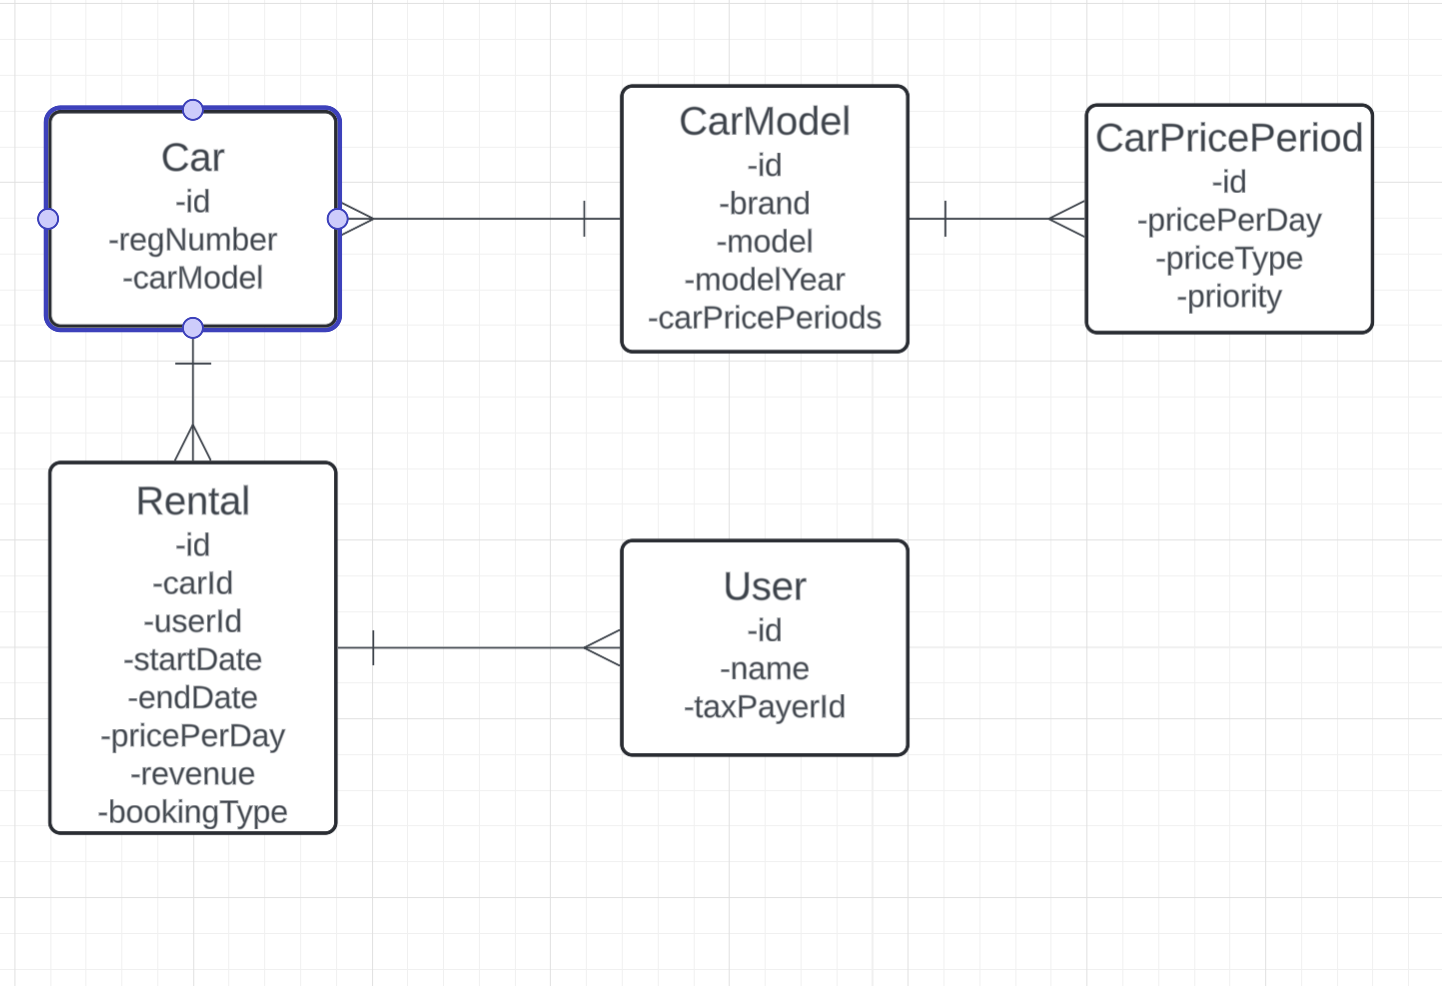 Car
-id
-regNumber
-carModel
CarModel
-id
-brand
-model
-modelYear
-carPricePeriods
CarPricePeriod
-id
-pricePerDay
-priceType
-priority
Rental
-id
-carId
-userId
-startDate
-endDate
-pricePerDay
-revenue
-bookingType
User
-id
-name
-taxPayerId